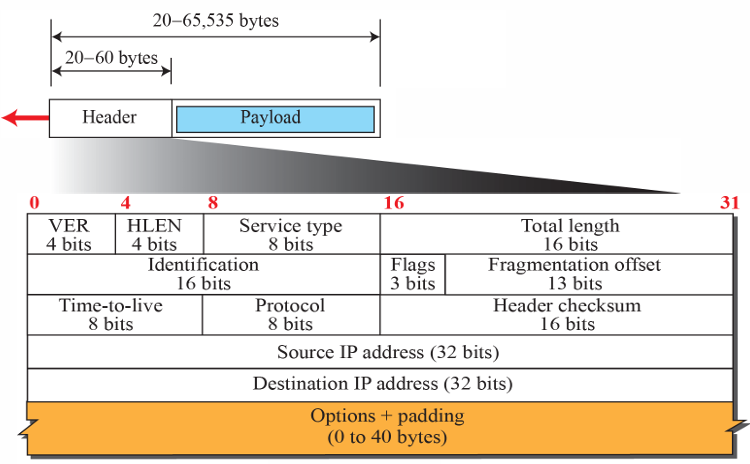 20–65,535 bytes
20–60 bytes
Header
Payload
0 4 8 16 31
VER
4 bits
HLEN
4 bits
Service type
8 bits
Total length
16 bits
Identification
16 bits
Flags
3 bits
Fragmentation offset
13 bits
Time-to-live
8 bits
Protocol
8 bits
Header checksum
16 bits
Source IP address (32 bits)
Destination IP address (32 bits)
Options + padding
(0 to 40 bytes)